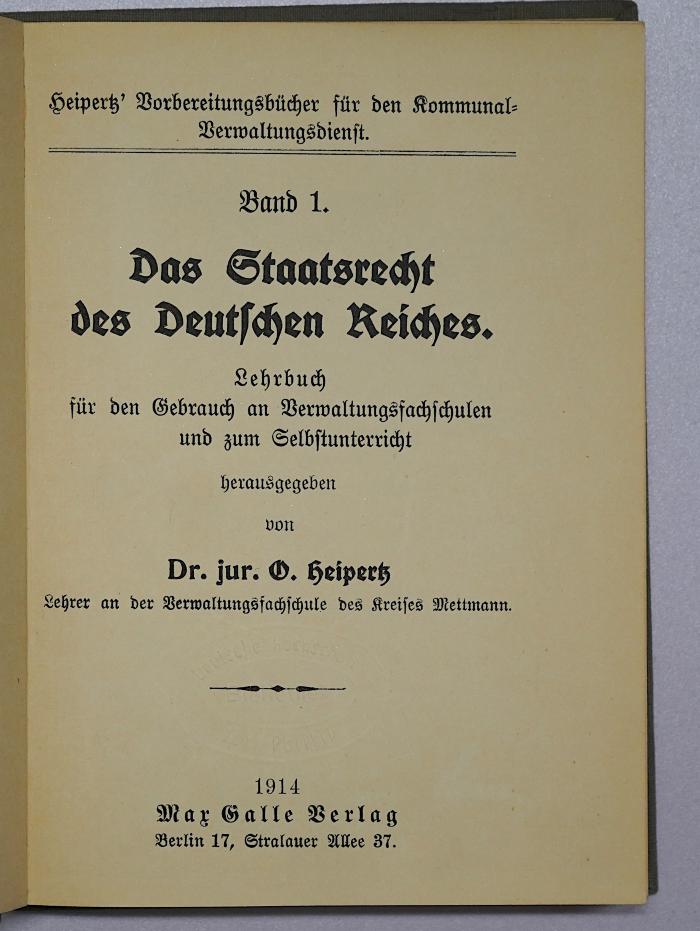 Heipertz' Vorbereitungsbücher für den Kommunal-
Verwaltungsdienst.
Band 1.
Das Staatsrecht
des Deutschen Reiches.
Lehrbuch
für den Gebrauch an Verwaltungsfachschulen
und zum Selbstunterricht
herausgegeben
von
Dr. jur. O. Heipertz
Lehrer an der Verwaltungsfachschule des Kreises Mettmann.
1914
Max Galle Verlag
Berlin 17, Stralauer Allee 37.